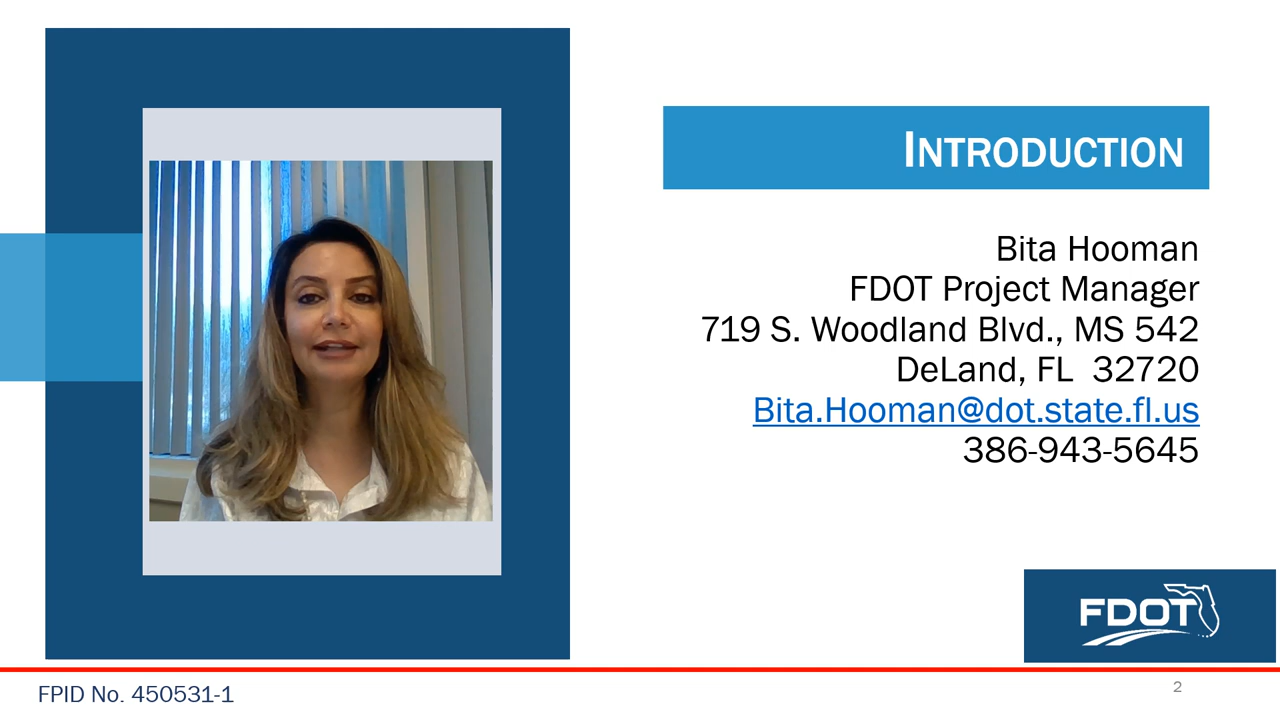 INTRODUCTION
Bita Hooman
FDOT Project Manager
719 S. Woodland Blvd., MS 542
DeLand, FL  32720
Bita.Hooman@dot.state.fl.us
386-943-5645
FDOT
FPID No. 450531-1
2